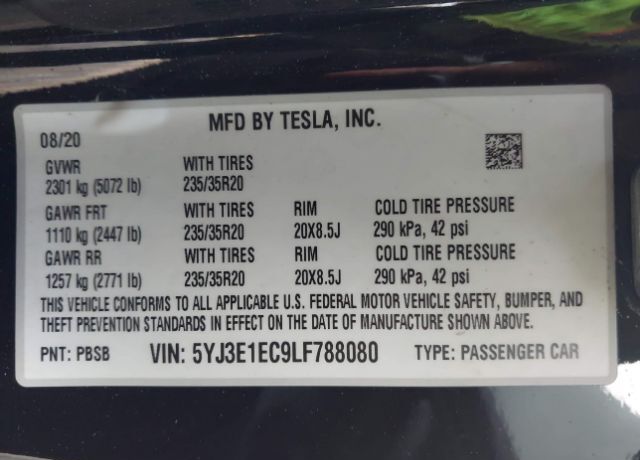 MFD BY TESLA, INC.
08/20
GVWR WITH TIRES
2301 kg (5072 lb) 235/35R20
GAWR FRT WITH TIRES RIM COLD TIRE PRESSURE
1110 kg (2447 lb) 235/35R20 20X8.5J 290 kPa, 42 psi
GAWR RR WITH TIRES RIM COLD TIRE PRESSURE
1257 kg (2771 lb) 235/35R20 20X8.5J 290 kPa, 42 psi
THIS VEHICLE CONFORMS TO ALL APPLICABLE U.S. FEDERAL MOTOR VEHICLE SAFETY, BUMPER, AND
THEFT PREVENTION STANDARDS IN EFFECT ON THE DATE OF MANUFACTURE SHOWN ABOVE.
PNT: PBSB VIN: 5YJ3E1EC9LF788080 TYPE: PASSENGER CAR